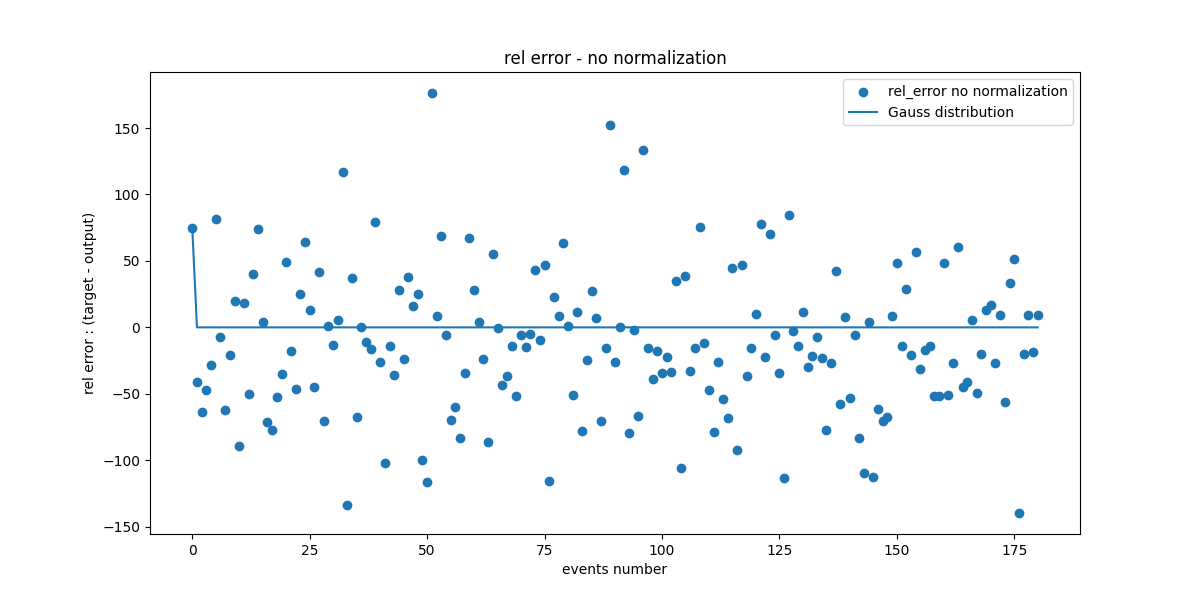 rel error - no normalization
rel_error no normalization
Gauss distribution
rel error : (target - output)
150
100
50
0
−50
−100
−150
0 25 50 75 100 125 150 175
events number